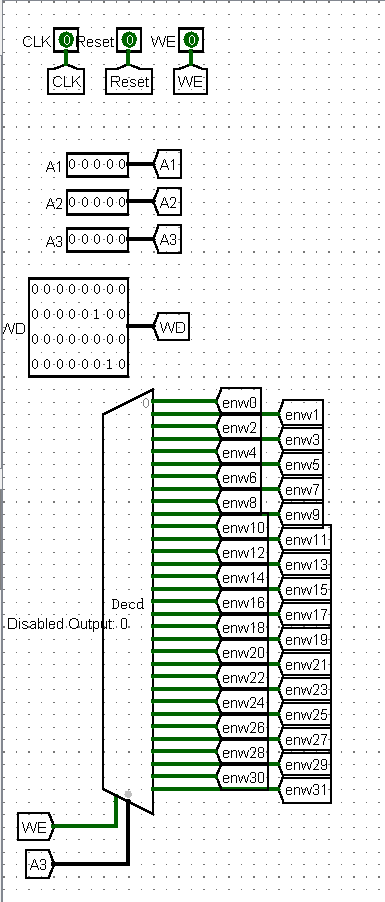 CLK 0 Reset 0 WE 0
CLK Reset WE
A1 0 0 0 0 0 A1
A2 0 0 0 0 0 A2
A3 0 0 0 0 0 A3
0 0 0 0 0 0 0 0
0 0 0 0 0 1 0 0
WD WD
0 0 0 0 0 0 0 0
0 0 0 0 0 0 1 0
0 enw0
enw1
enw2
enw3
enw4
enw5
enw6
enw7
enw8
enw9
enw10
enw11
enw12
enw13
enw14
enw15
Decd enw16
enw17
Disabled Output: 0 enw18
enw19
enw20
enw21
enw22
enw23
enw24
enw25
enw26
enw27
enw28
enw29
enw30
enw31
WE
A3